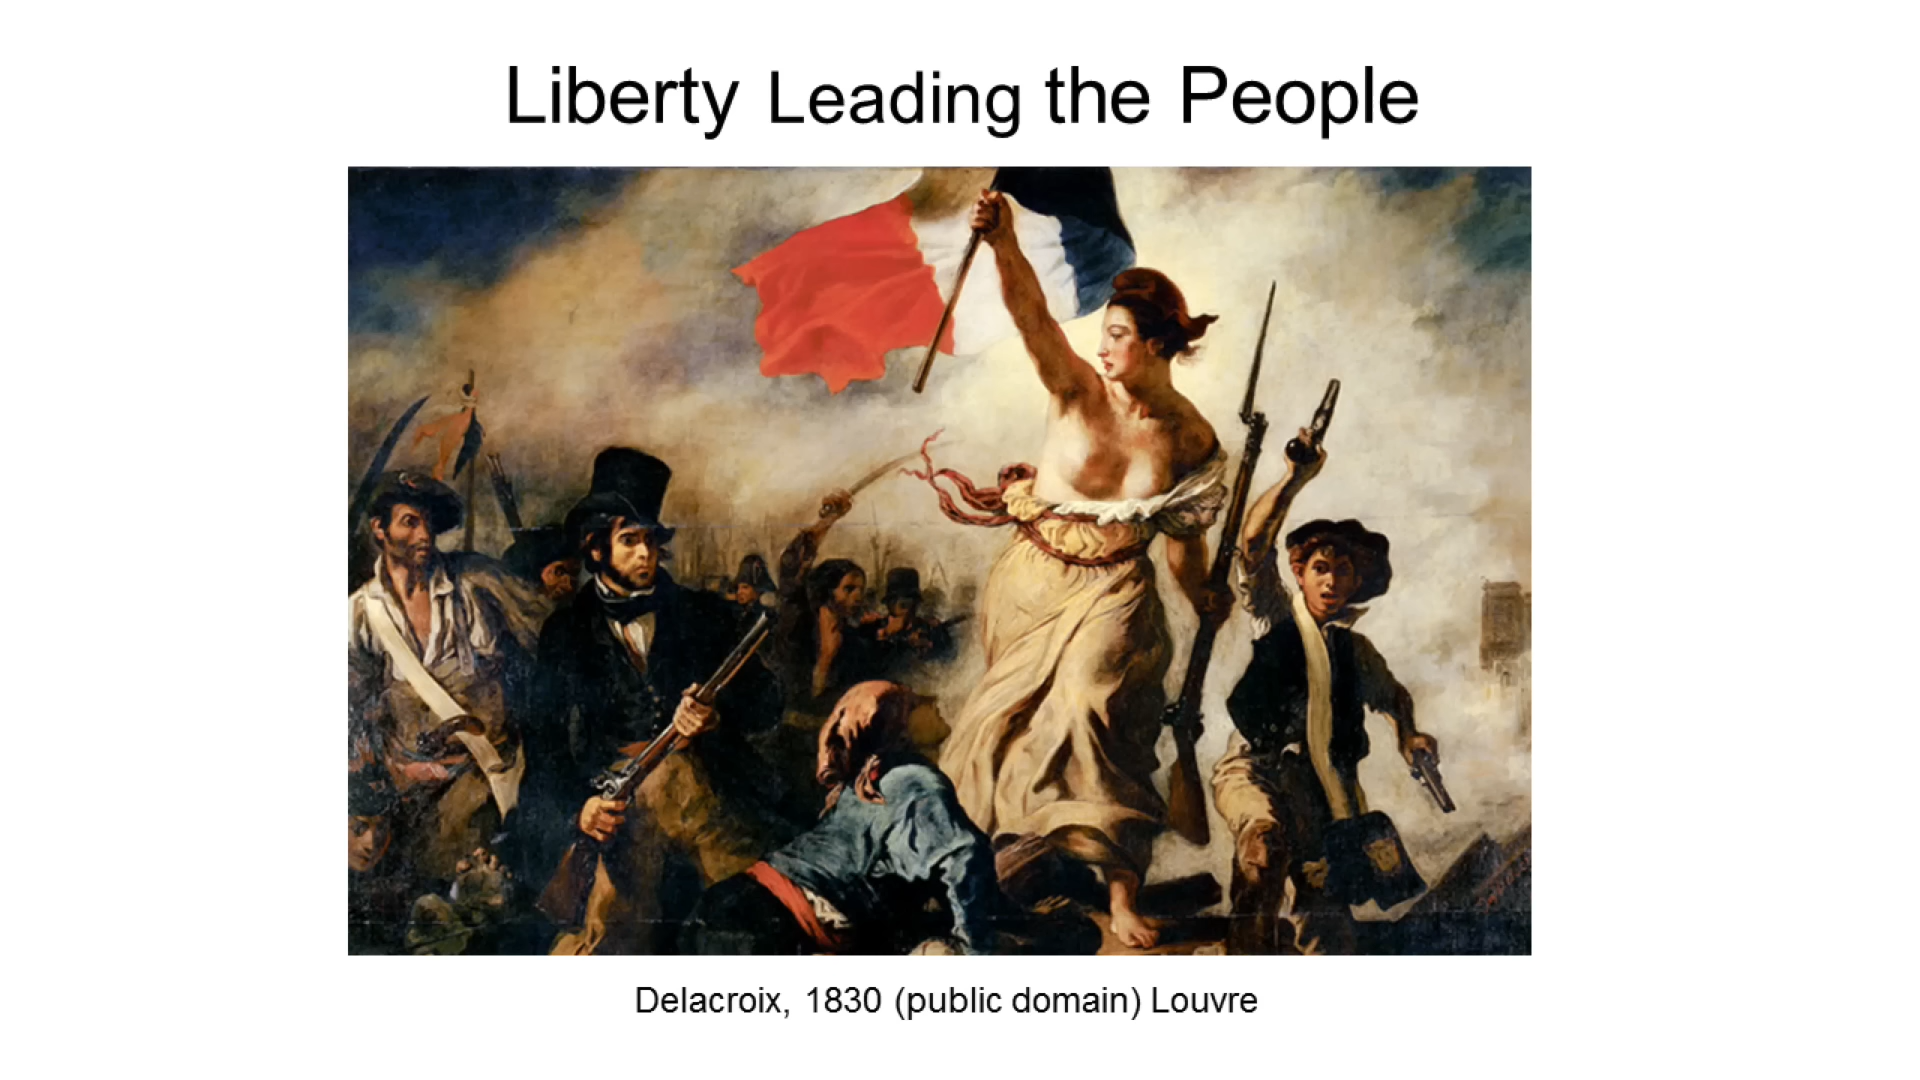 Liberty Leading the People
Delacroix, 1830 (public domain) Louvre